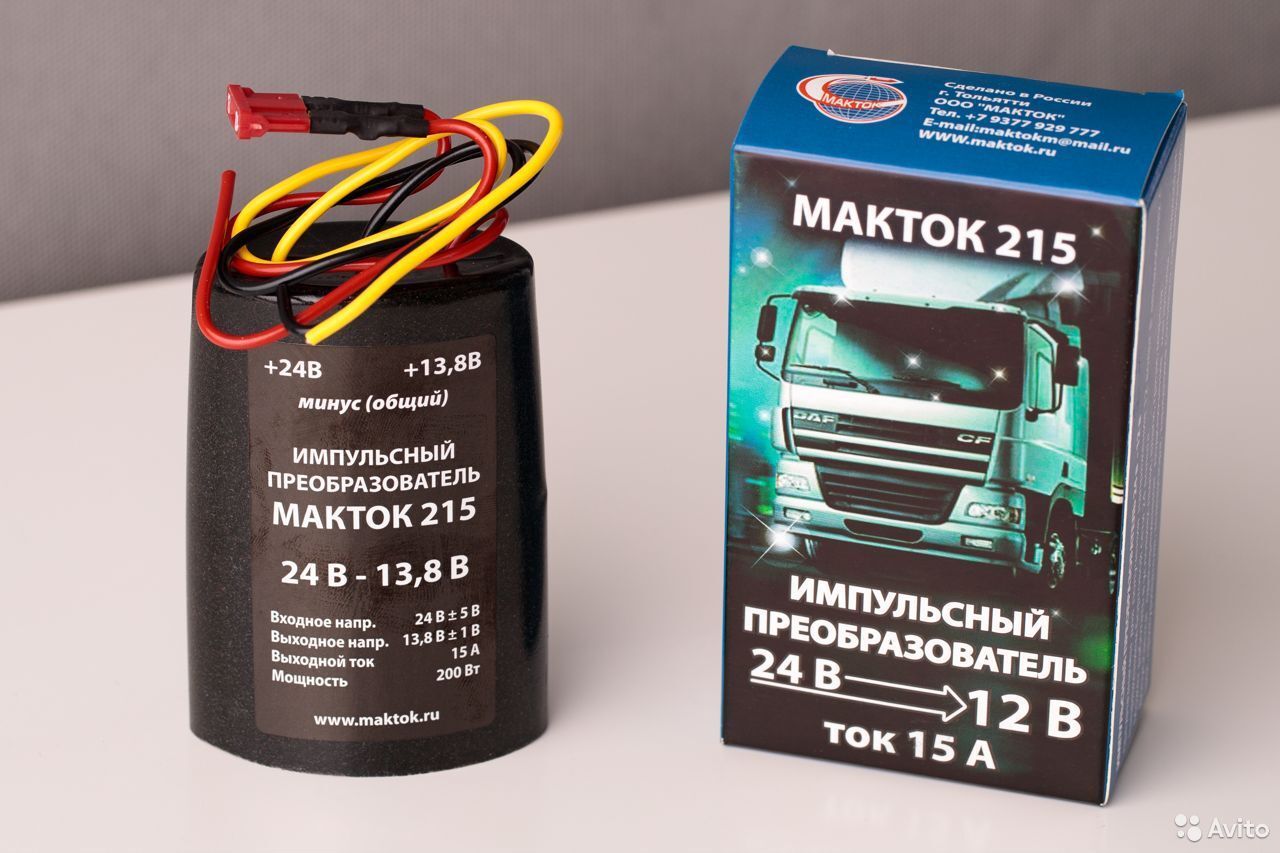 +24В +13,8В
минус (общий)
ИМПУЛЬСНЫЙ
ПРЕОБРАЗОВАТЕЛЬ
МАКТОК 215
24 В - 13,8 В
Входное напр. 24 В ± 5 В
Выходное напр. 13,8 В ± 1 В
Выходной ток 15 А
Мощность 200 Вт
www.maktok.ru
МАКТОК
Сделано в России
г. Тольятти
ООО "МАКТОК"
Тел. +7 9377 929 777
E-mail:maktokm@mail.ru
www.maktok.ru
МАКТОК 215
DAF CF
ИМПУЛЬСНЫЙ
ПРЕОБРАЗОВАТЕЛЬ
24 В 12 В
ток 15 А
Avito